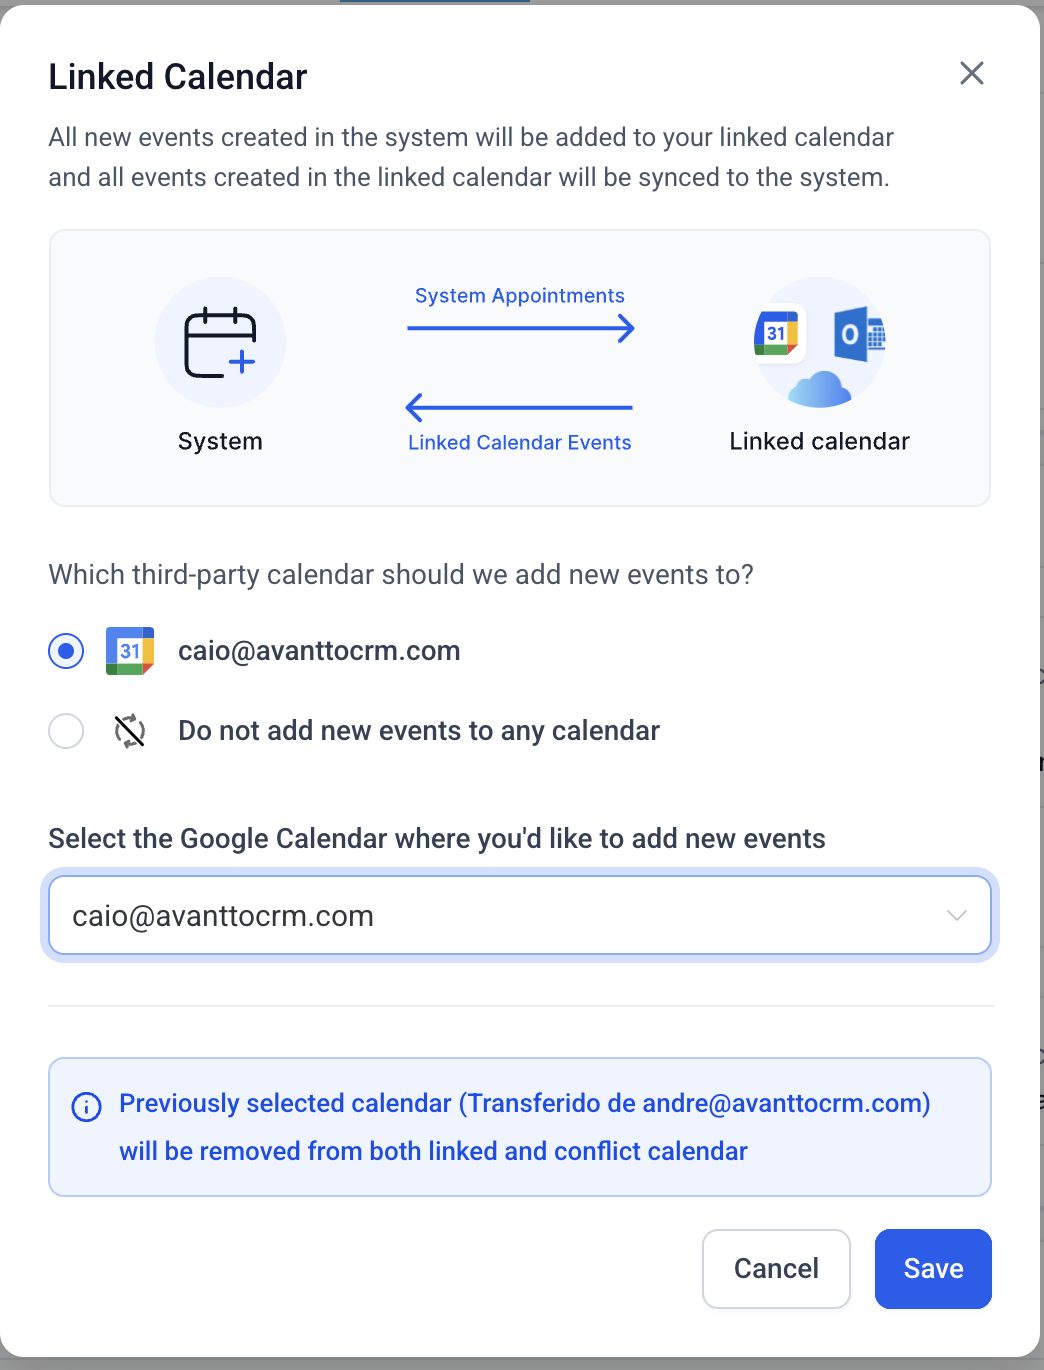 Linked Calendar
All new events created in the system will be added to your linked calendar
and all events created in the linked calendar will be synced to the system.
System Appointments
31
O
System
Linked Calendar Events
Linked calendar
Which third-party calendar should we add new events to?
31
caio@avanttocrm.com
Do not add new events to any calendar
Select the Google Calendar where you'd like to add new events
caio@avanttocrm.com
Previously selected calendar (Transferido de andre@avanttocrm.com)
will be removed from both linked and conflict calendar
Cancel
Save